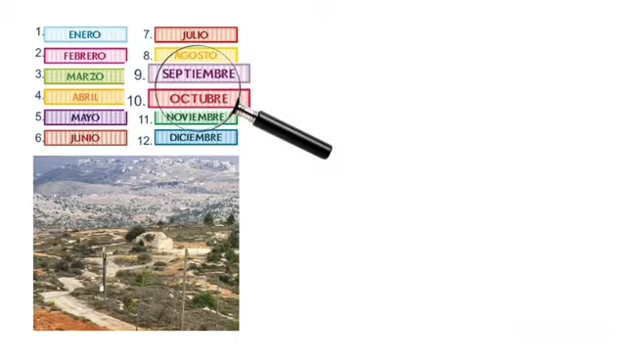 1. ENERO
2. FEBRERO
3. MARZO
4. ABRIL
5. MAYO
6. JUNIO
7. JULIO
8. AGOSTO
9. SEPTIEMBRE
10. OCTUBRE
11. NOVIEMBRE
12. DICIEMBRE